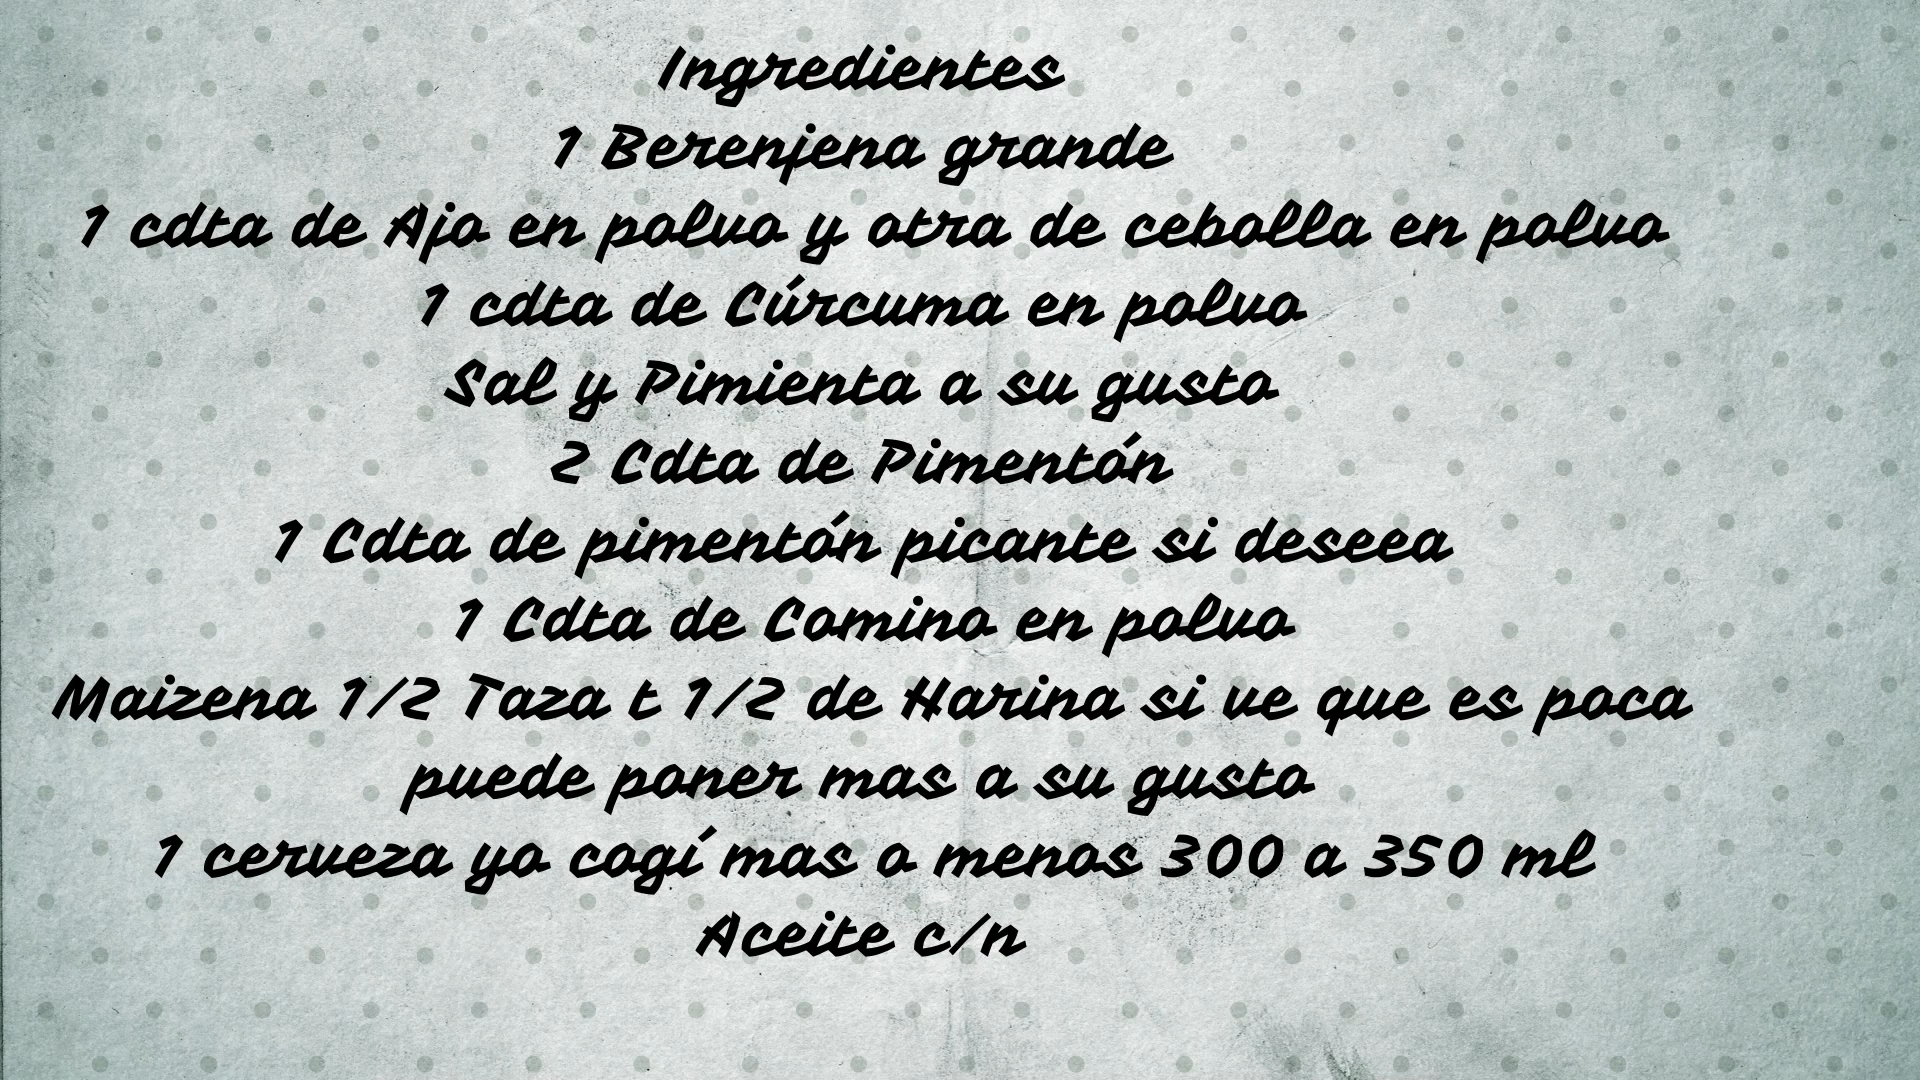 Ingredientes
1 Berenjena grande
1 cdta de Ajo en polvo y otra de cebolla en polvo
1 cdta de Cúrcuma en polvo
Sal y Pimienta a su gusto
2 Cdta de Pimentón
1 Cdta de pimentón picante si deseea
1 Cdta de Comino en polvo
Maizena 1/2 Taza t 1/2 de Harina si ve que es poca
puede poner mas a su gusto
1 cerveza yo cogí mas o menos 300 a 350 ml
Aceite c/n